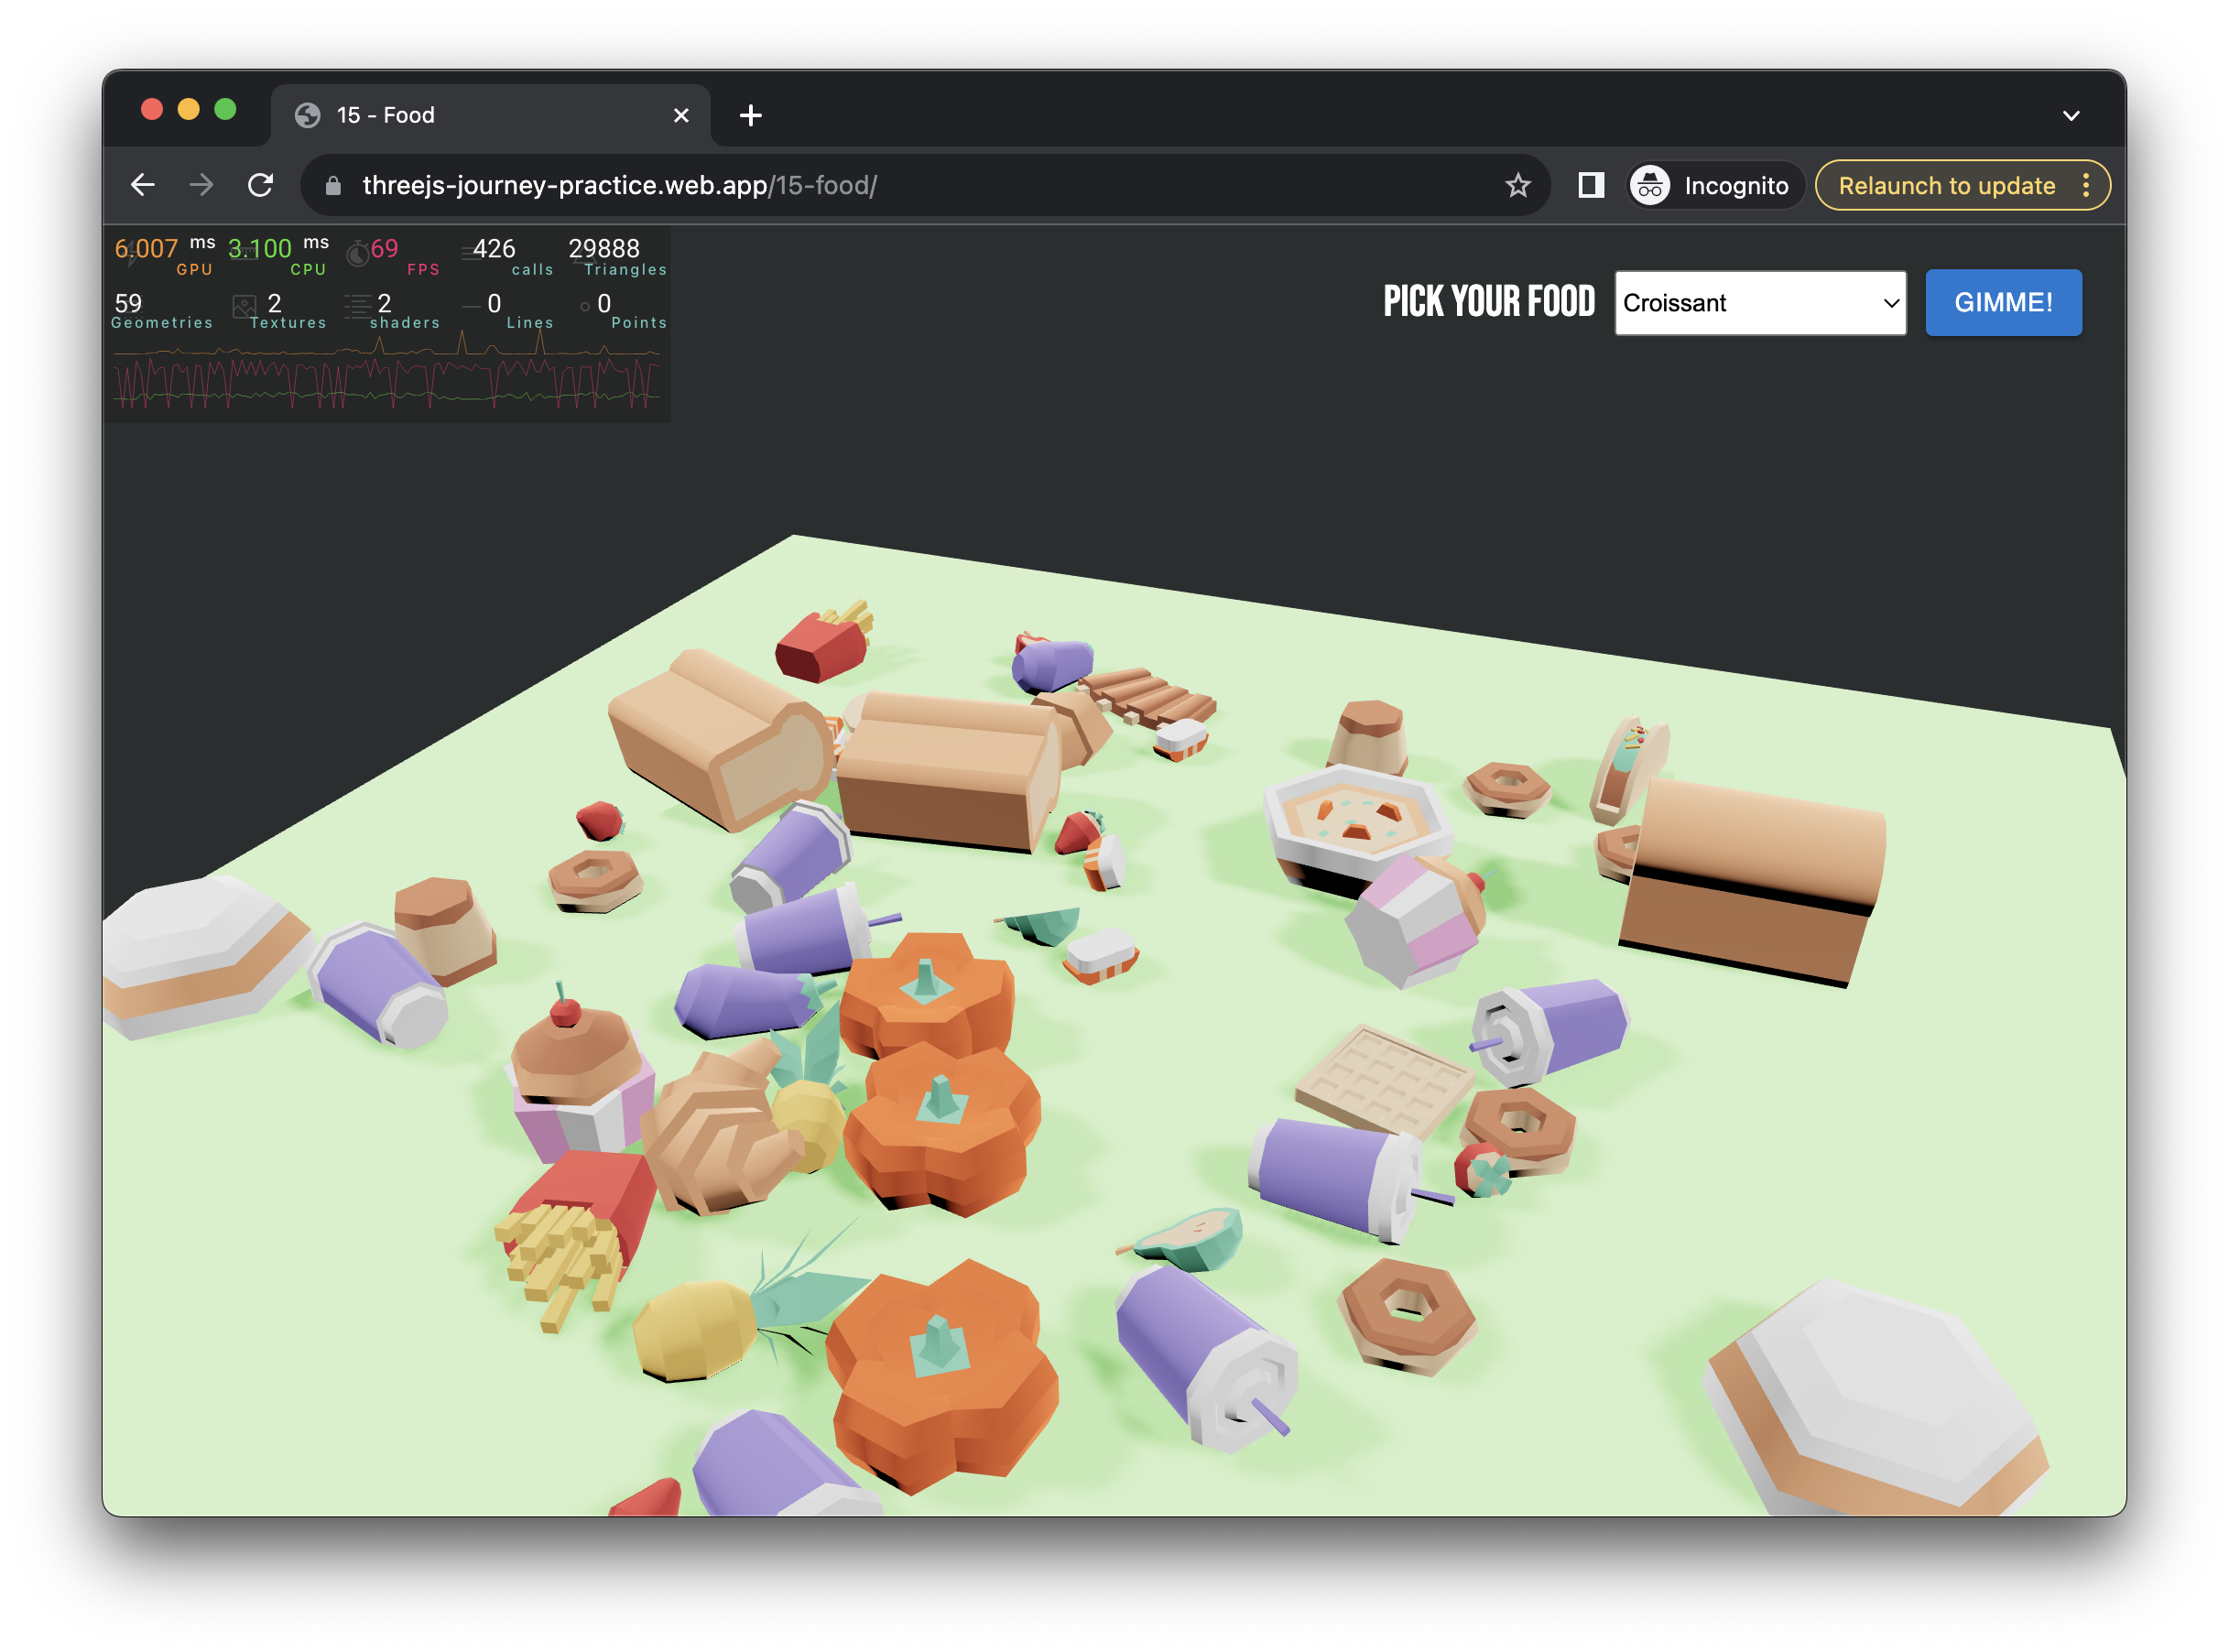 15 - Food
threejs-journey-practice.web.app/15-food/
Incognito
Relaunch to update
6.007 ms GPU
3.100 ms CPU
69 FPS
426 calls
29888 Triangles
59 Geometries
2 Textures
2 shaders
0 Lines
0 Points
PICK YOUR FOOD
Croissant
GIMME!